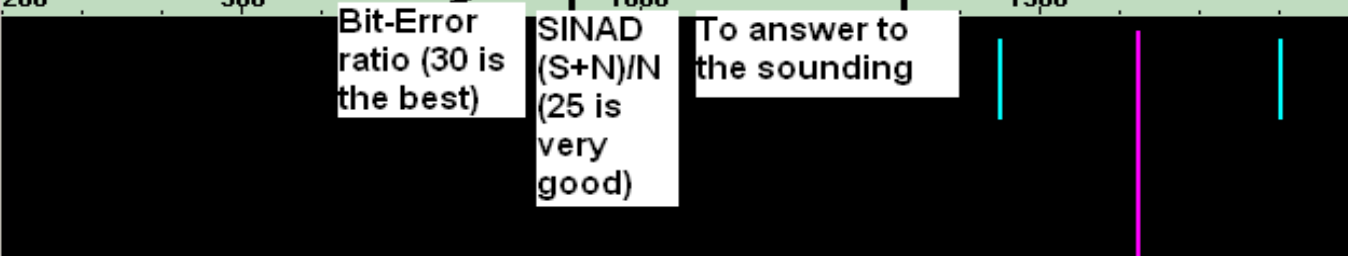 Bit-Error
ratio (30 is
the best)
SINAD
(S+N)/N
(25 is
very
good)
To answer to
the sounding